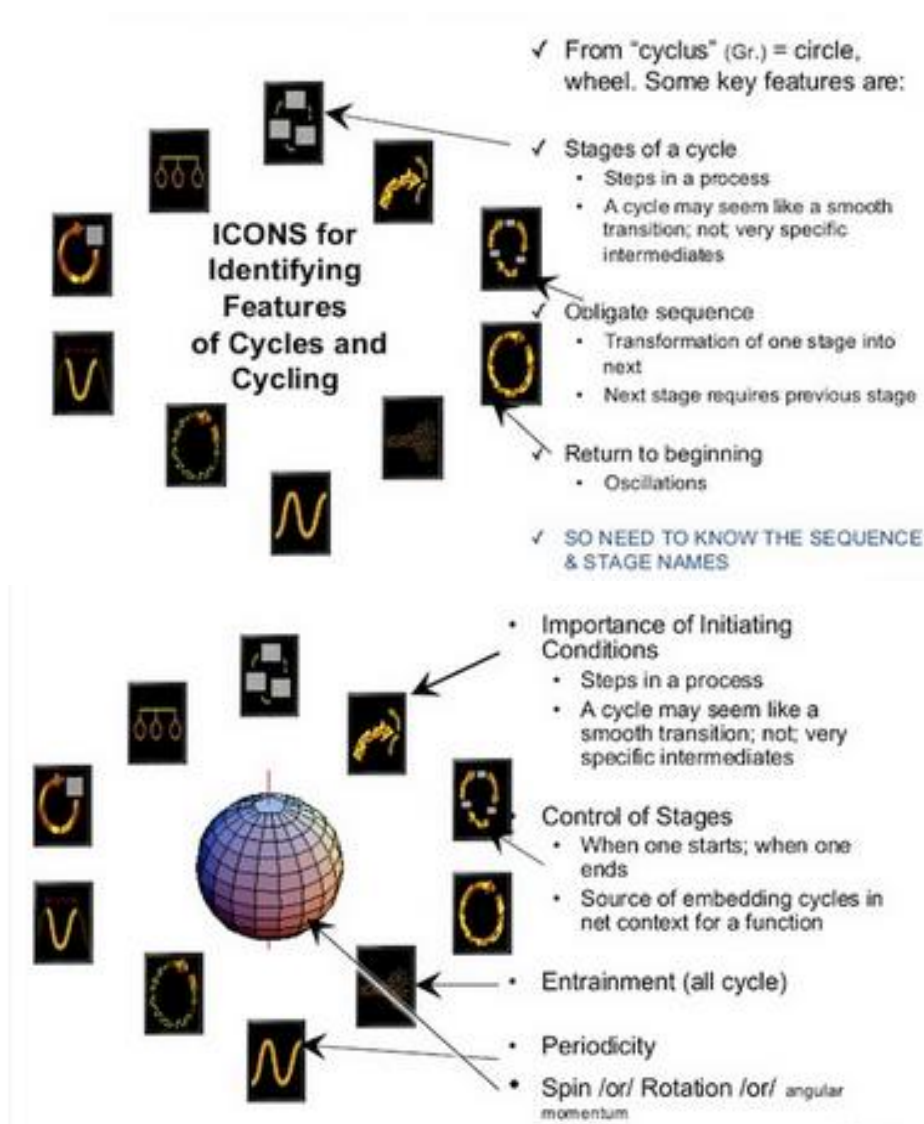 ✓ From “cyclus” (Gr.) = circle,
wheel. Some key features are:
✓ Stages of a cycle
• Steps in a process
• A cycle may seem like a smooth
transition; not; very specific
intermediates
ICONS for
Identifying
Features
of Cycles and
Cycling
✓ Obligate sequence
• Transformation of one stage into
next
• Next stage requires previous stage
✓ Return to beginning
• Oscillations
✓ SO NEED TO KNOW THE SEQUENCE
& STAGE NAMES
• Importance of Initiating
Conditions
• Steps in a process
• A cycle may seem like a
smooth transition; not; very
specific intermediates
• Control of Stages
• When one starts; when one
ends
• Source of embedding cycles in
net context for a function
• Entrainment (all cycle)
• Periodicity
• Spin /or/ Rotation /or/ angular
momentum